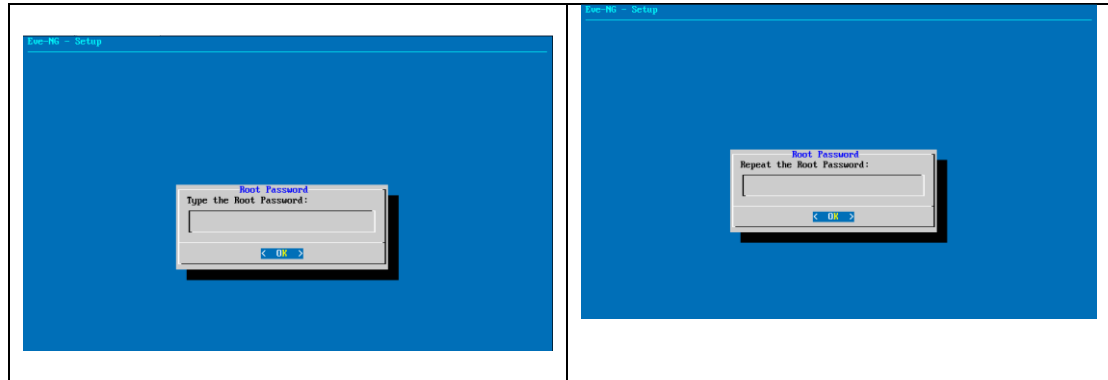 Eve-NG - Setup
Root Password
Type the Root Password:
< OK >
Eve-NG - Setup
Root Password
Repeat the Root Password:
< OK >